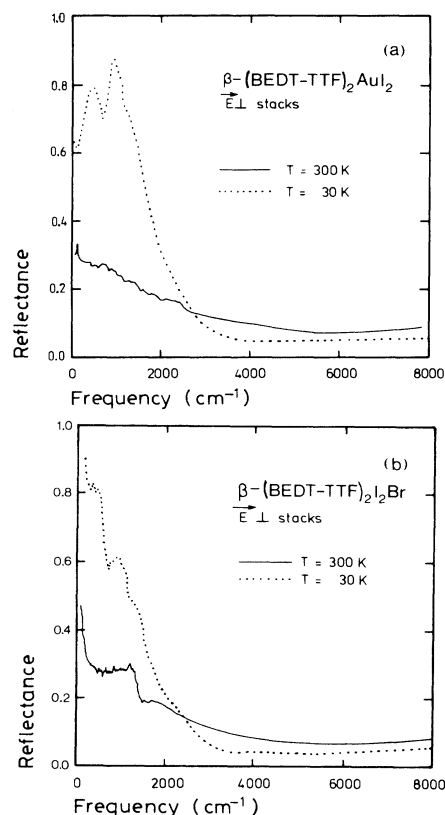 (a)
β-(BEDT-TTF)₂AuI₂
E⊥ stacks
T = 300 K
T = 30 K
1.0
0.8
0.6
0.4
0.2
0.0
Reflectance
0 2000 4000 6000 8000
Frequency (cm⁻¹)
(b)
β-(BEDT-TTF)₂I₂Br
E ⊥ stacks
T = 300 K
T = 30 K
1.0
0.8
0.6
0.4
0.2
0.0
Reflectance
0 2000 4000 6000 8000
Frequency (cm⁻¹)